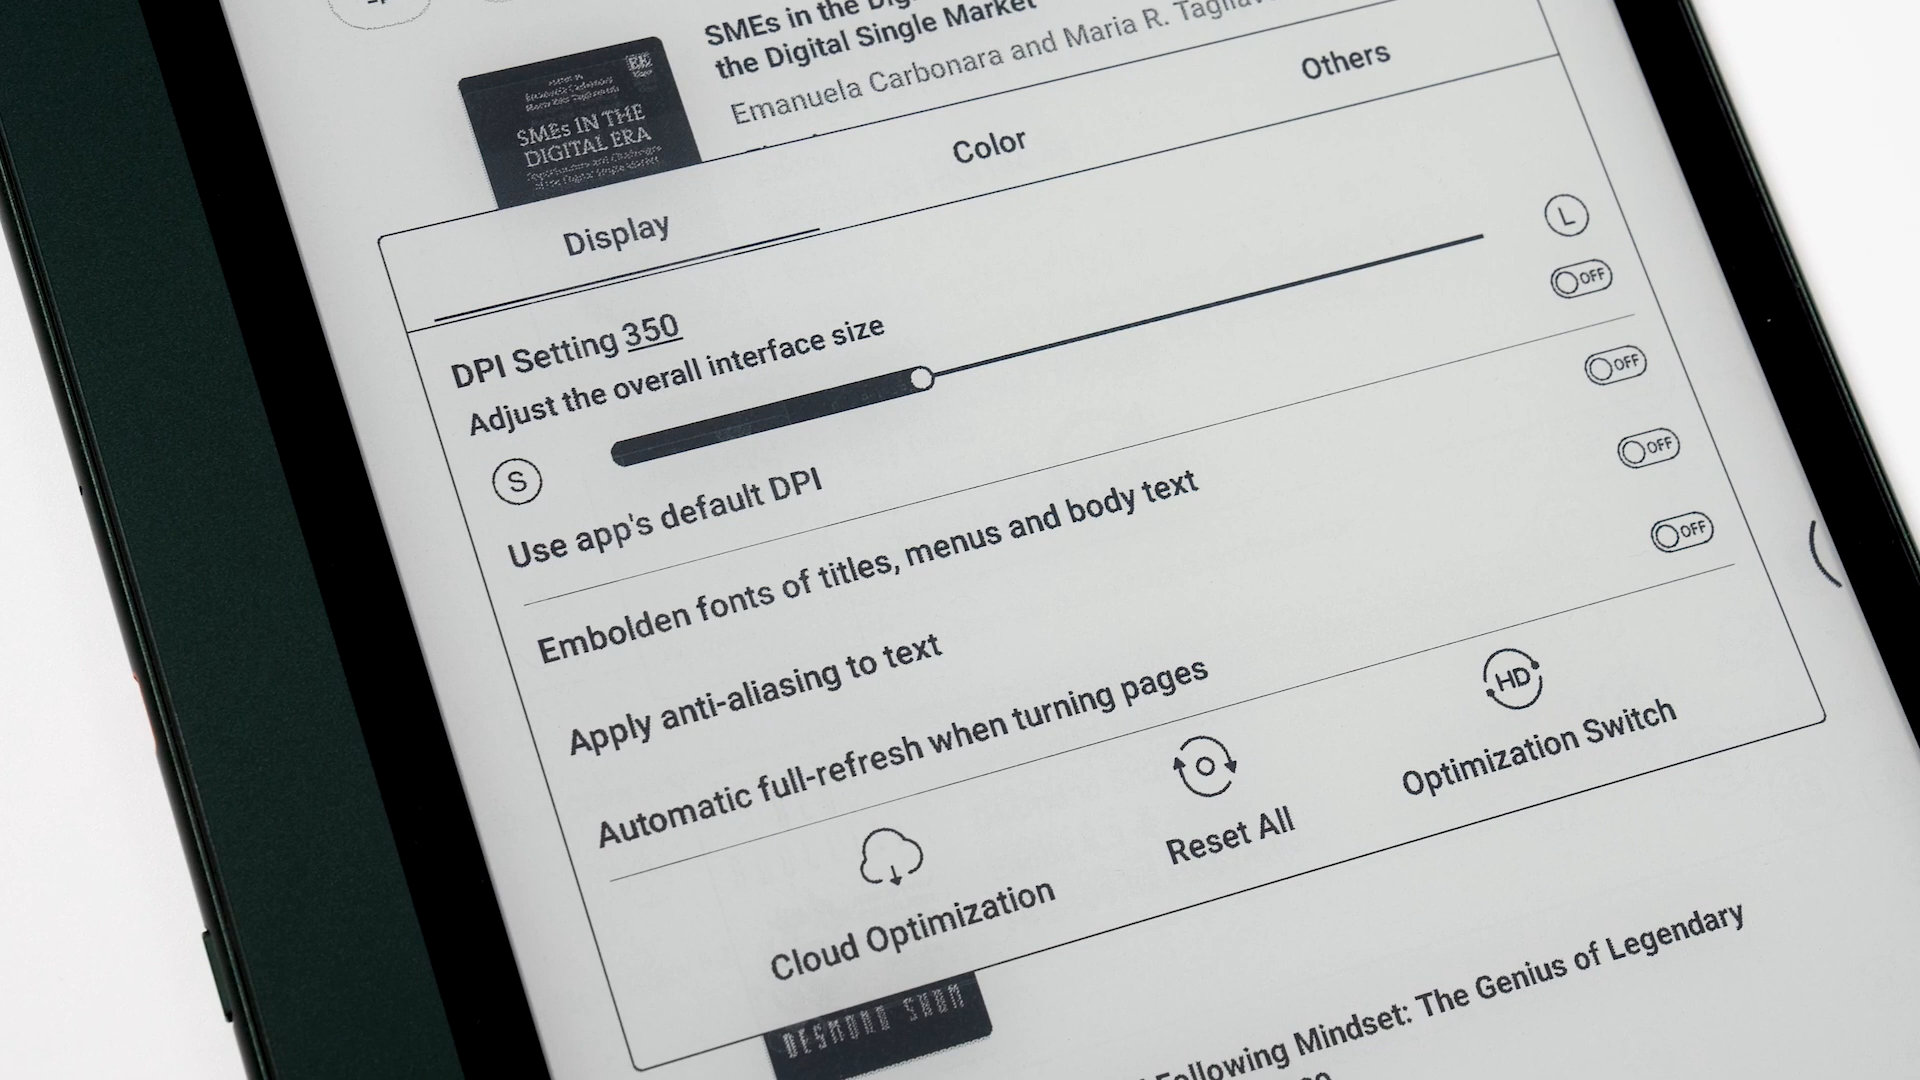 SMEs in the Dig
the Digital Single Market
Emanuela Carbonara and Maria R. Tagliav
SMEs IN THE
DIGITAL ERA
Display
Color
Others
DPI Setting 350
Adjust the overall interface size
S
L
Use app's default DPI
OFF
Embolden fonts of titles, menus and body text
OFF
Apply anti-aliasing to text
OFF
Automatic full-refresh when turning pages
OFF
Cloud Optimization
Reset All
HD
Optimization Switch
DESMOND SHUM
Following Mindset: The Genius of Legendary